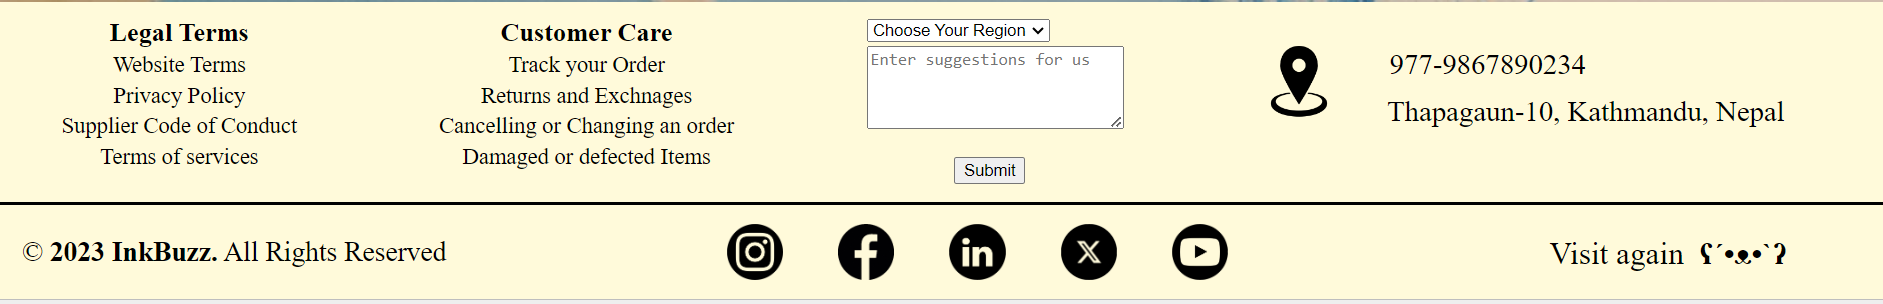 Legal Terms
Website Terms
Privacy Policy
Supplier Code of Conduct
Terms of services
Customer Care
Track your Order
Returns and Exchnages
Cancelling or Changing an order
Damaged or defected Items
Choose Your Region
Enter suggestions for us
Submit
977-9867890234
Thapagaun-10, Kathmandu, Nepal
© 2023 InkBuzz. All Rights Reserved
in
X
Visit again ʕ´•ᴥ•`ʔ